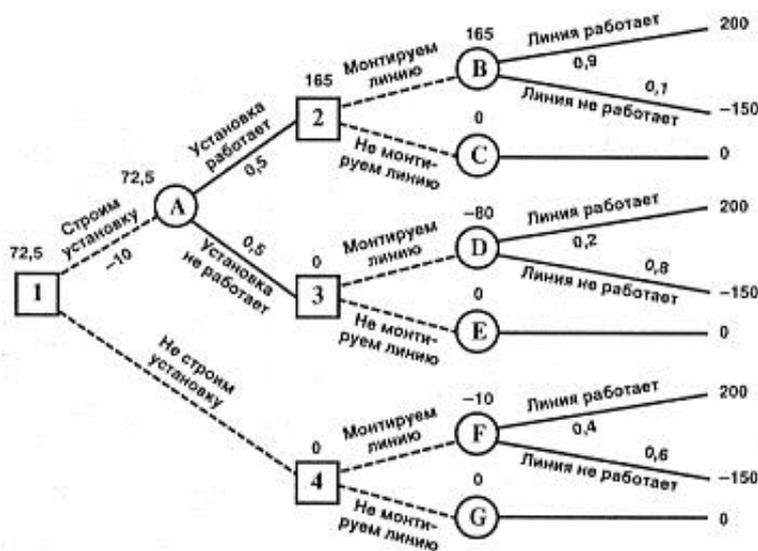 165
Линия работает
200
0,9
B
Монтируем
линию
165
2
0,1
Линия не работает
−150
Установка
работает
0,5
Не монти-
руем линию
0
C
0
72,5
A
Строим
установку
−10
72,5
1
0,5
Установка
не работает
−80
Линия работает
200
0,2
D
Монтируем
линию
0
3
0,8
Линия не работает
−150
Не монти-
руем линию
0
E
0
Не строим
установку
−10
Линия работает
200
0,4
F
Монтируем
линию
0
4
0,6
Линия не работает
−150
Не монти-
руем линию
0
G
0